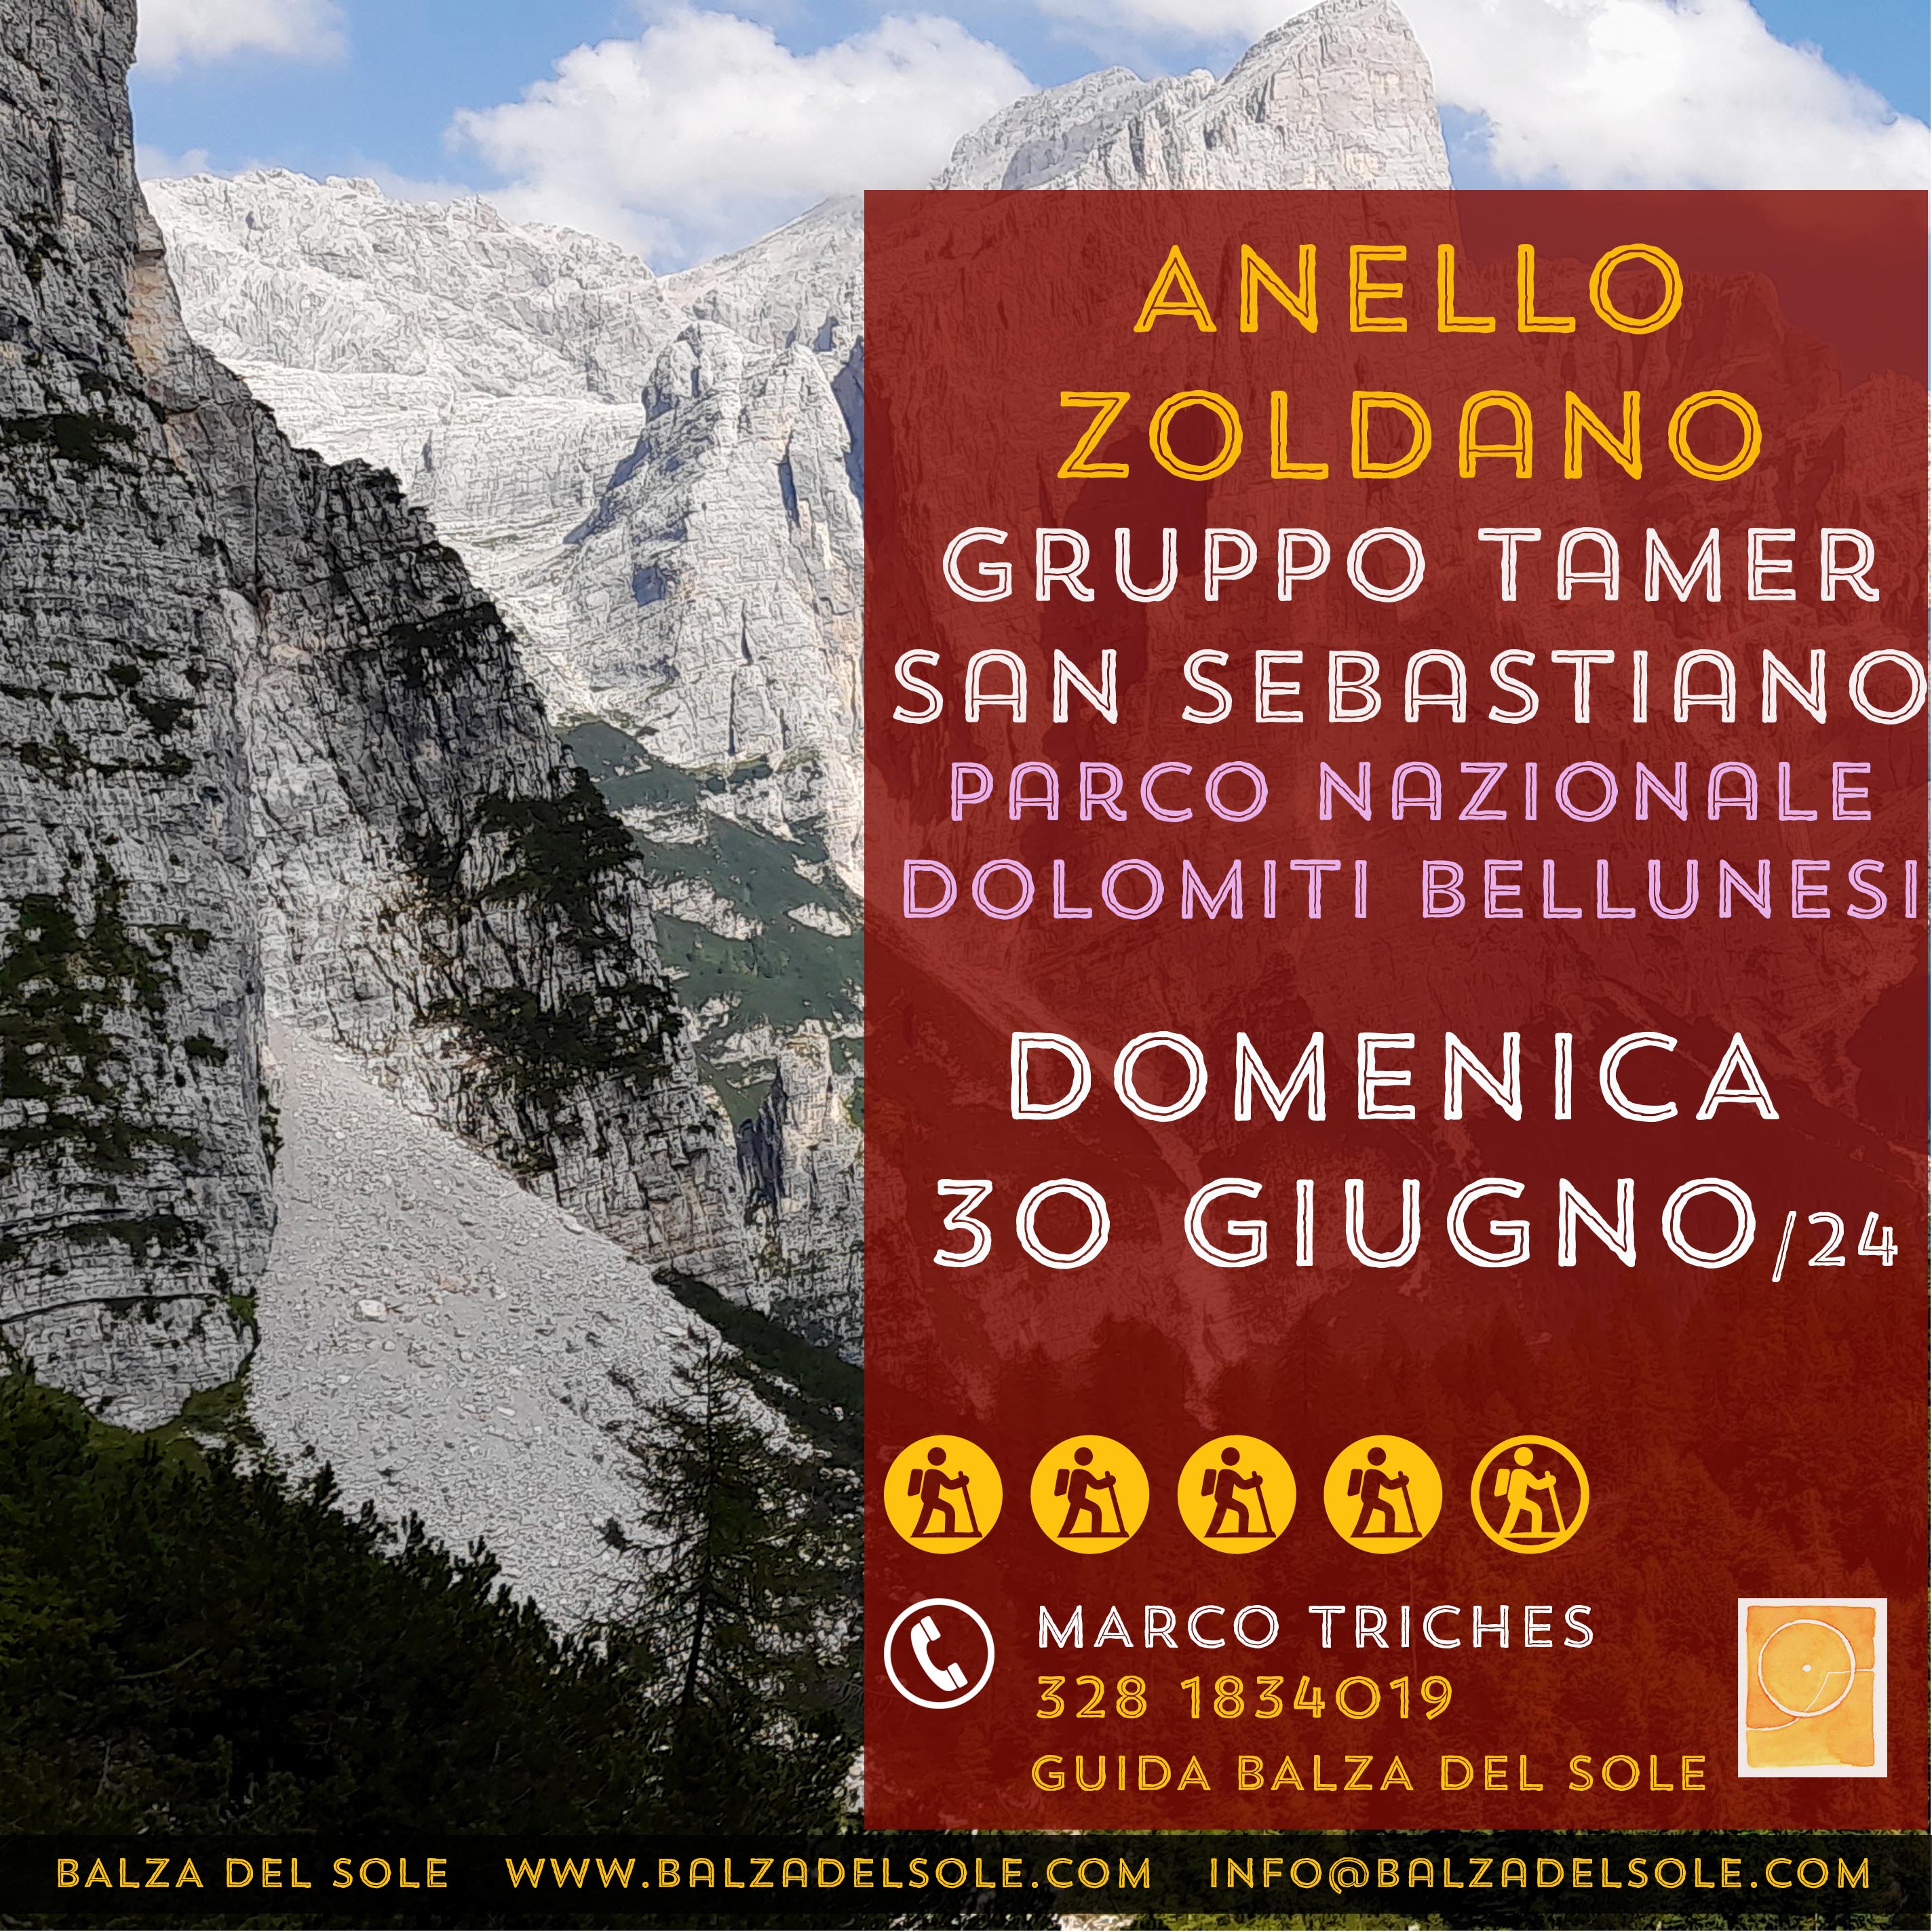 ANELLO
ZOLDANO
GRUPPO TAMER
SAN SEBASTIANO
PARCO NAZIONALE
DOLOMITI BELLUNESI
DOMENICA
30 GIUGNO/24
MARCO TRICHES
328 1834019
GUIDA BALZA DEL SOLE
BALZA DEL SOLE WWW.BALZADELSOLE.COM INFO@BALZADELSOLE.COM